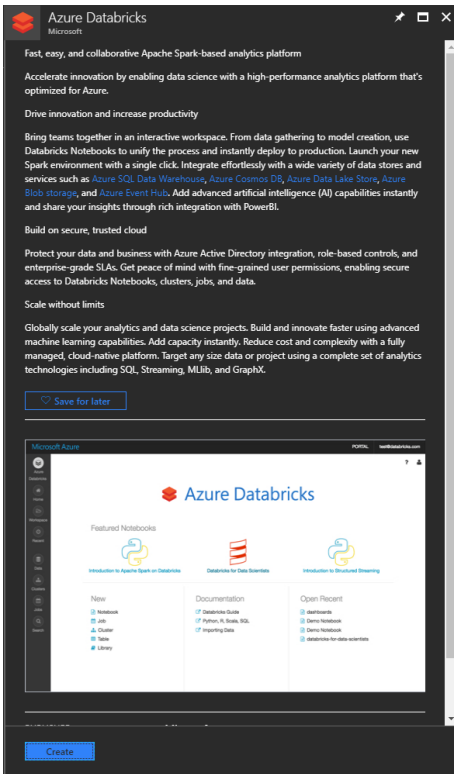 Azure Databricks
Microsoft
Fast, easy, and collaborative Apache Spark-based analytics platform
Accelerate innovation by enabling data science with a high-performance analytics platform that's
optimized for Azure.
Drive innovation and increase productivity
Bring teams together in an interactive workspace. From data gathering to model creation, use
Databricks Notebooks to unify the process and instantly deploy to production. Launch your new
Spark environment with a single click. Integrate effortlessly with a wide variety of data stores and
services such as Azure SQL Data Warehouse, Azure Cosmos DB, Azure Data Lake Store, Azure
Blob storage, and Azure Event Hub. Add advanced artificial intelligence (AI) capabilities instantly
and share your insights through rich integration with PowerBI.
Build on secure, trusted cloud
Protect your data and business with Azure Active Directory integration, role-based controls, and
enterprise-grade SLAs. Get peace of mind with fine-grained user permissions, enabling secure
access to Databricks Notebooks, clusters, jobs, and data.
Scale without limits
Globally scale your analytics and data science projects. Build and innovate faster using advanced
machine learning capabilities. Add capacity instantly. Reduce cost and complexity with a fully
managed, cloud-native platform. Target any size data or project using a complete set of analytics
technologies including SQL, Streaming, MLlib, and GraphX.
Save for later
Microsoft Azure
PORTAL
test@databricks.com
?
Azure
Databricks
Home
Workspace
Recent
Data
Clusters
Jobs
Search
Azure Databricks
Featured Notebooks
Introduction to Apache Spark on Databricks
Databricks for Data Scientists
Introduction to Structured Streaming
New
Notebook
Job
Cluster
Table
Library
Documentation
Databricks Guide
Python, R, Scala, SQL
Importing Data
Open Recent
dashboards
Demo Notebook
Demo Notebook
databricks-for-data-scientists
Create